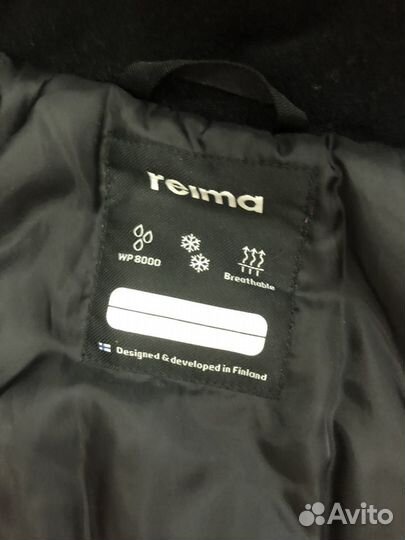 reima
WP 8000
Breathable
Designed & developed in Finland
Avito